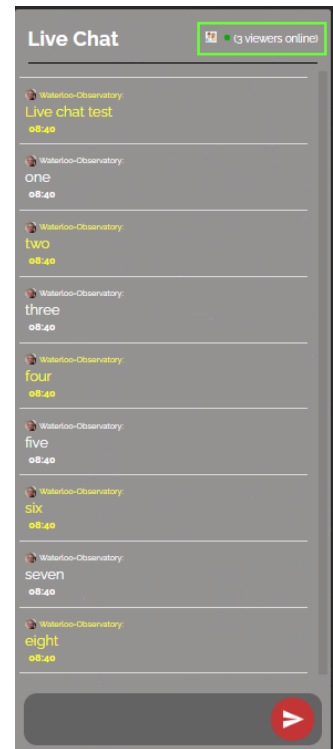 Live Chat
(3 viewers online)
Waterloo-Observatory:
Live chat test
08:40
Waterloo-Observatory:
one
08:40
Waterloo-Observatory:
two
08:40
Waterloo-Observatory:
three
08:40
Waterloo-Observatory:
four
08:40
Waterloo-Observatory:
five
08:40
Waterloo-Observatory:
six
08:40
Waterloo-Observatory:
seven
08:40
Waterloo-Observatory:
eight
08:40